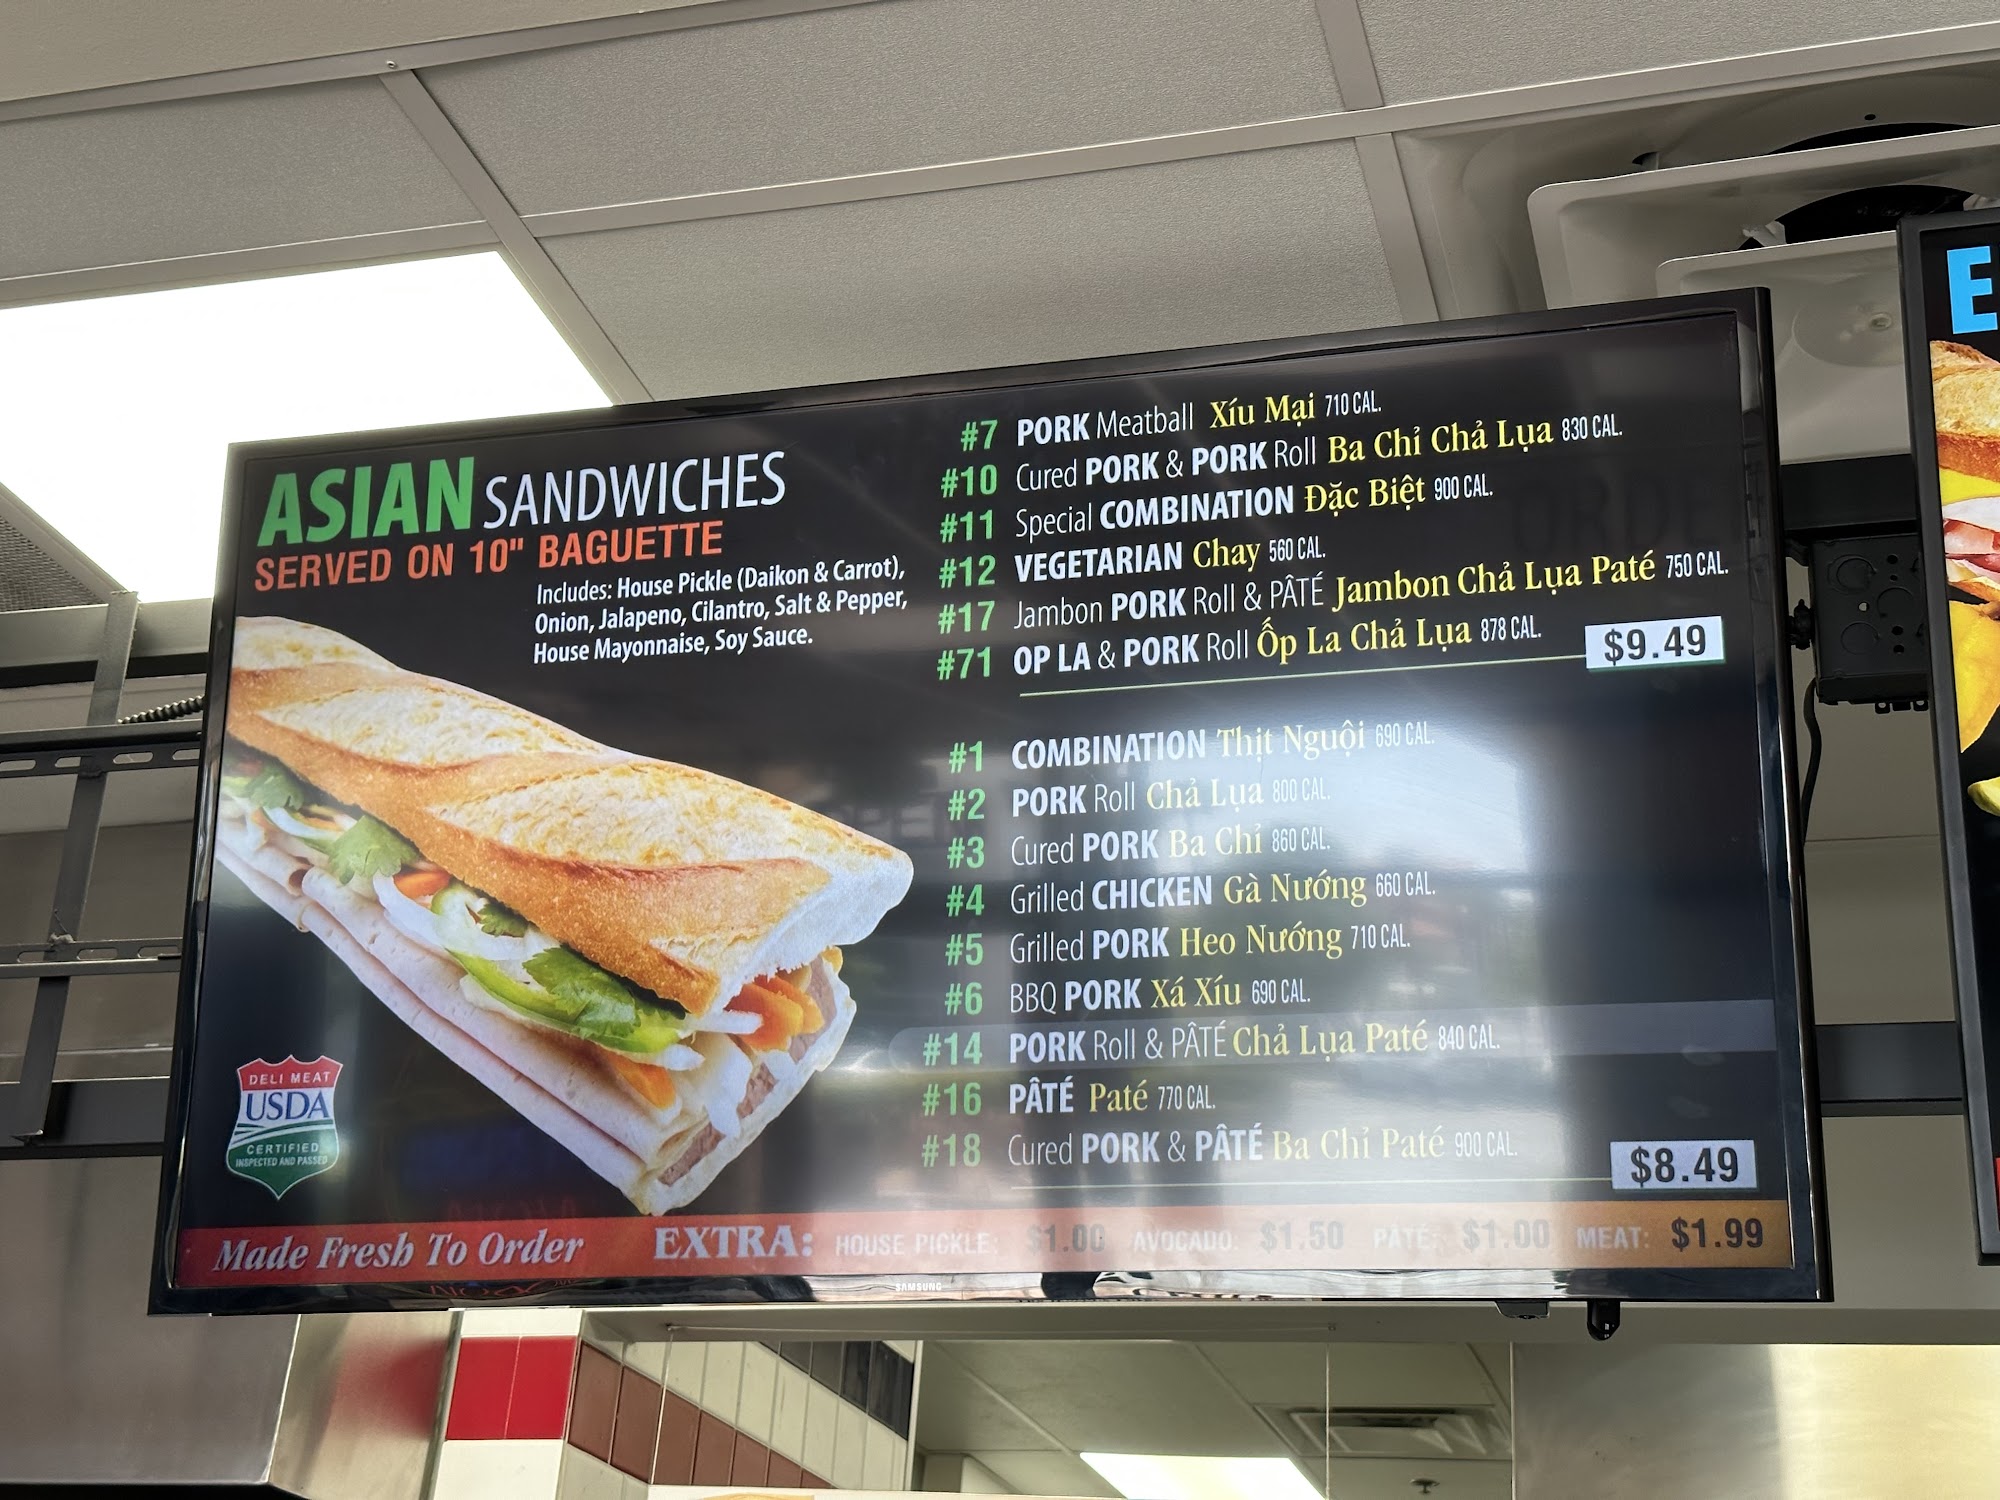 ASIAN SANDWICHES
SERVED ON 10" BAGUETTE
Includes: House Pickle (Daikon & Carrot),
Onion, Jalapeno, Cilantro, Salt & Pepper,
House Mayonnaise, Soy Sauce.
#7 PORK Meatball Xíu Mại 710 CAL.
#10 Cured PORK & PORK Roll Ba Chỉ Chả Lụa 830 CAL.
#11 Special COMBINATION Đặc Biệt 900 CAL.
#12 VEGETARIAN Chay 560 CAL.
#17 Jambon PORK Roll & PÂTÉ Jambon Chả Lụa Paté 750 CAL.
#71 OP LA & PORK Roll Ốp La Chả Lụa 878 CAL.
$9.49
#1 COMBINATION Thịt Nguội 690 CAL.
#2 PORK Roll Chả Lụa 800 CAL.
#3 Cured PORK Ba Chỉ 860 CAL.
#4 Grilled CHICKEN Gà Nướng 660 CAL.
#5 Grilled PORK Heo Nướng 710 CAL.
#6 BBQ PORK Xá Xíu 690 CAL.
#14 PORK Roll & PÂTÉ Chả Lụa Paté 840 CAL.
#16 PÂTÉ Paté 770 CAL.
#18 Cured PORK & PÂTÉ Ba Chỉ Paté 900 CAL.
$8.49
DELI MEAT
USDA
CERTIFIED
INSPECTED AND PASSED
Made Fresh To Order EXTRA: HOUSE PICKLE: $1.00 AVOCADO: $1.50 PATE: $1.00 MEAT: $1.99
SAMSUNG
E